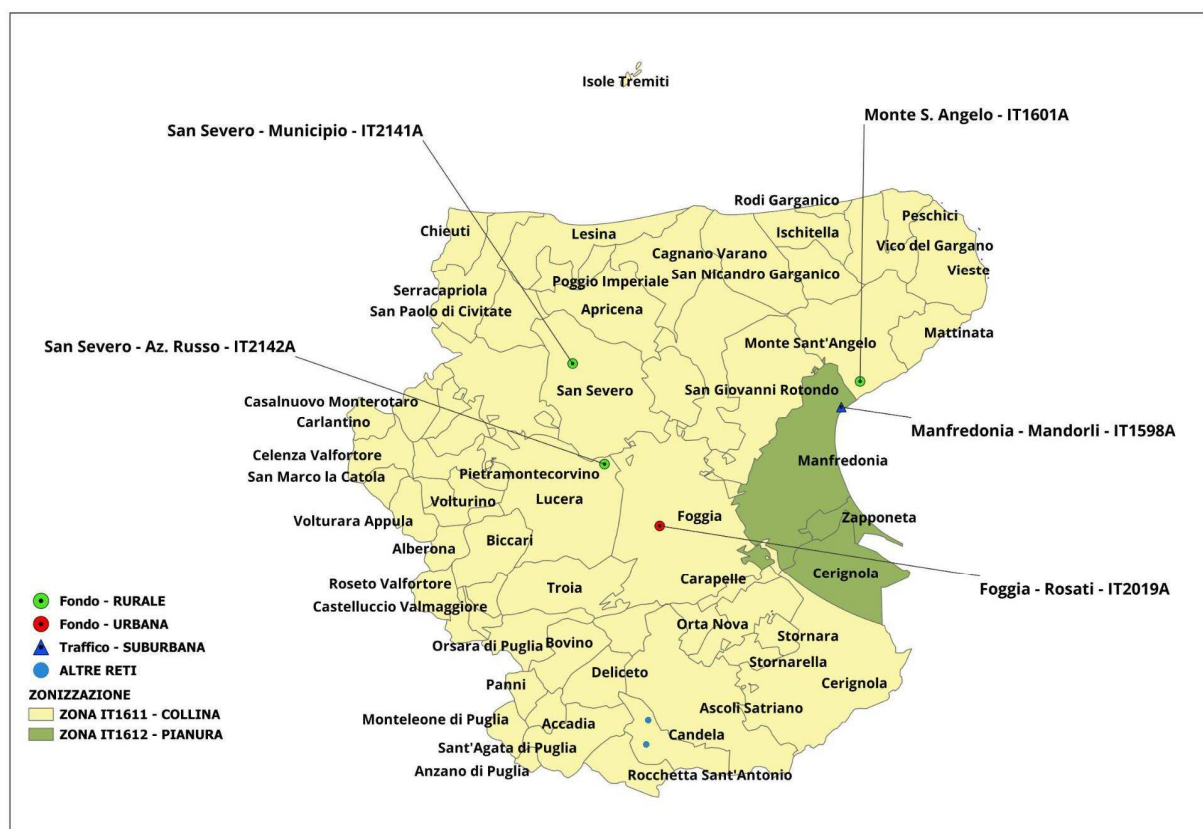 Isole Tremiti
Monte S. Angelo - IT1601A
San Severo - Municipio - IT2141A
Rodi Garganico
Peschici
Chieuti
Lesina
Ischitella
Vico del Gargano
Cagnano Varano
San Nicandro Garganico
Vieste
Serracapriola
Poggio Imperiale
San Paolo di Civitate
Apricena
Mattinata
San Severo - Az. Russo - IT2142A
Monte Sant'Angelo
San Severo
San Giovanni Rotondo
Casalnuovo Monterotaro
Carlantino
Manfredonia - Mandorli - IT1598A
Celenza Valfortore
Manfredonia
San Marco la Catola
Pietramontecorvino
Volturino
Lucera
Volturara Appula
Foggia
Zapponeta
Alberona
Biccari
Roseto Valfortore
Troia
Carapelle
Cerignola
Foggia - Rosati - IT2019A
Castelluccio Valmaggiore
Orta Nova
Stornara
Orsara di Puglia
Bovino
Stornarella
Deliceto
Cerignola
Panni
Ascoli Satriano
Monteleone di Puglia
Accadia
Candela
Sant'Agata di Puglia
Anzano di Puglia
Rocchetta Sant'Antonio
Fondo - RURALE
Fondo - URBANA
Traffico - SUBURBANA
ALTRE RETI
ZONIZZAZIONE
ZONA IT1611 - COLLINA
ZONA IT1612 - PIANURA